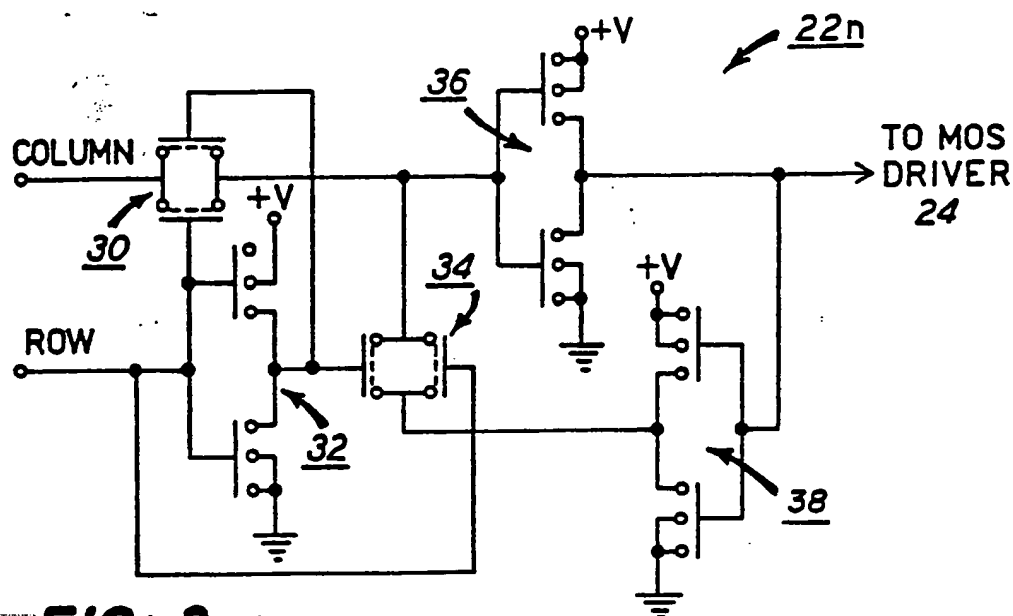 22n
+V
36
COLUMN
TO MOS
DRIVER
24
30
+V
34
+V
ROW
32
38